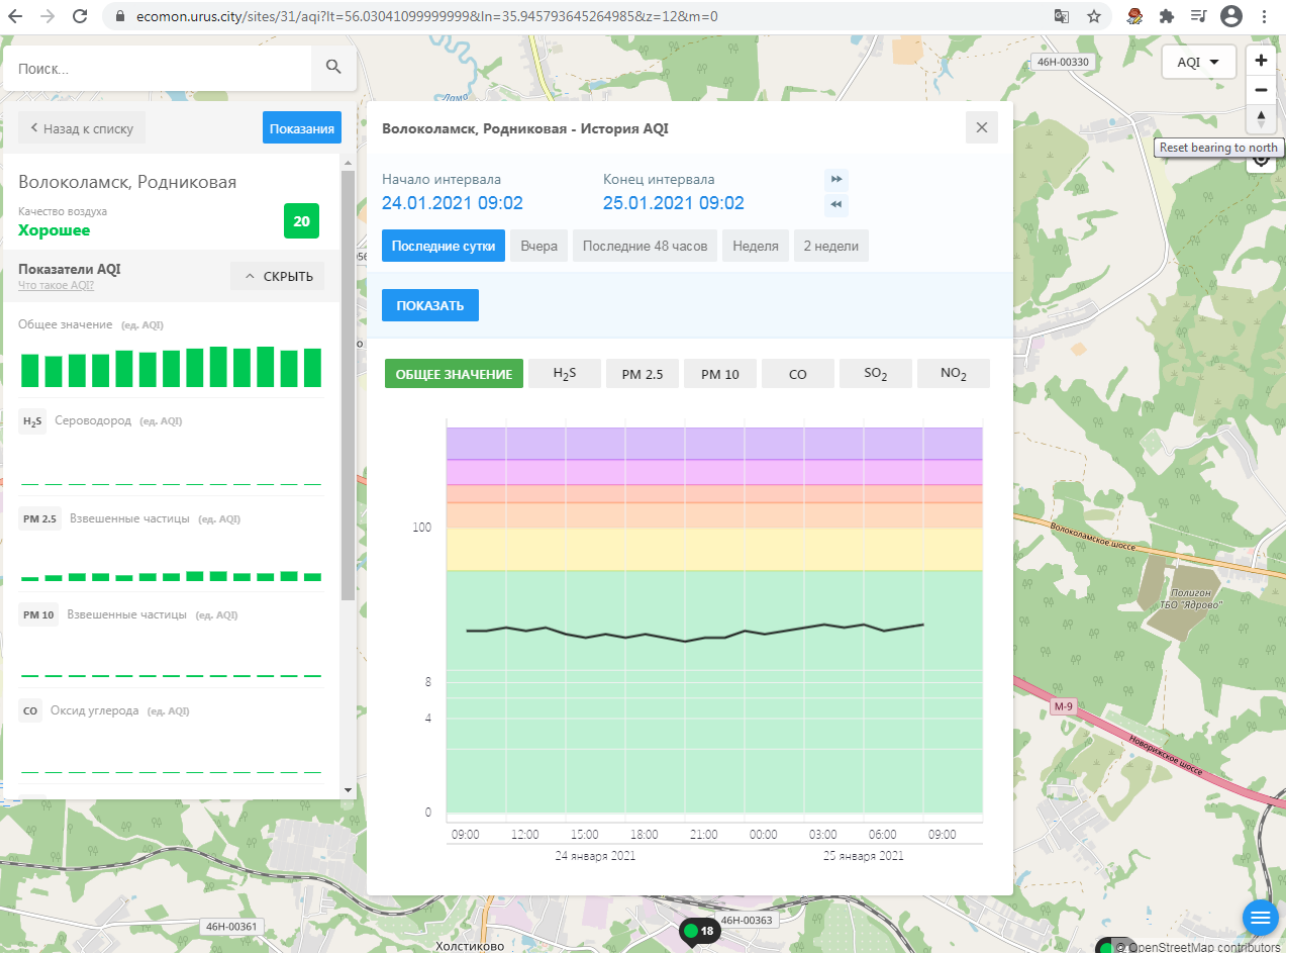 ecomon.urus.city/sites/31/aqi?lt=56.03041099999999&ln=35.945793645264985&z=12&m=0
Поиск...
46Н-00330
AQI
+
−
Reset bearing to north
Назад к списку
Показания
Волоколамск, Родниковая - История AQI
Волоколамск, Родниковая
Качество воздуха
Хорошее
20
Начало интервала
Конец интервала
24.01.2021 09:02
25.01.2021 09:02
Последние сутки
Вчера
Последние 48 часов
Неделя
2 недели
Показатели AQI
Что такое AQI?
СКРЫТЬ
ПОКАЗАТЬ
Общее значение (ед. AQI)
ОБЩЕЕ ЗНАЧЕНИЕ
H2S
PM 2.5
PM 10
CO
SO2
NO2
H2S Сероводород (ед. AQI)
PM 2.5 Взвешенные частицы (ед. AQI)
PM 10 Взвешенные частицы (ед. AQI)
CO Оксид углерода (ед. AQI)
100
8
4
0
09:00 12:00 15:00 18:00 21:00 00:00 03:00 06:00 09:00
24 января 2021
25 января 2021
Волоколамское шоссе
Полигон
ТБО "Ядрово"
М-9
Новорижское шоссе
46Н-00361
46Н-00363
18
Холстиково
© OpenStreetMap contributors